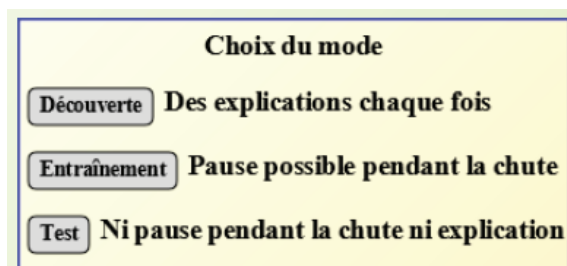 Choix du mode
Découverte Des explications chaque fois
Entraînement Pause possible pendant la chute
Test Ni pause pendant la chute ni explication